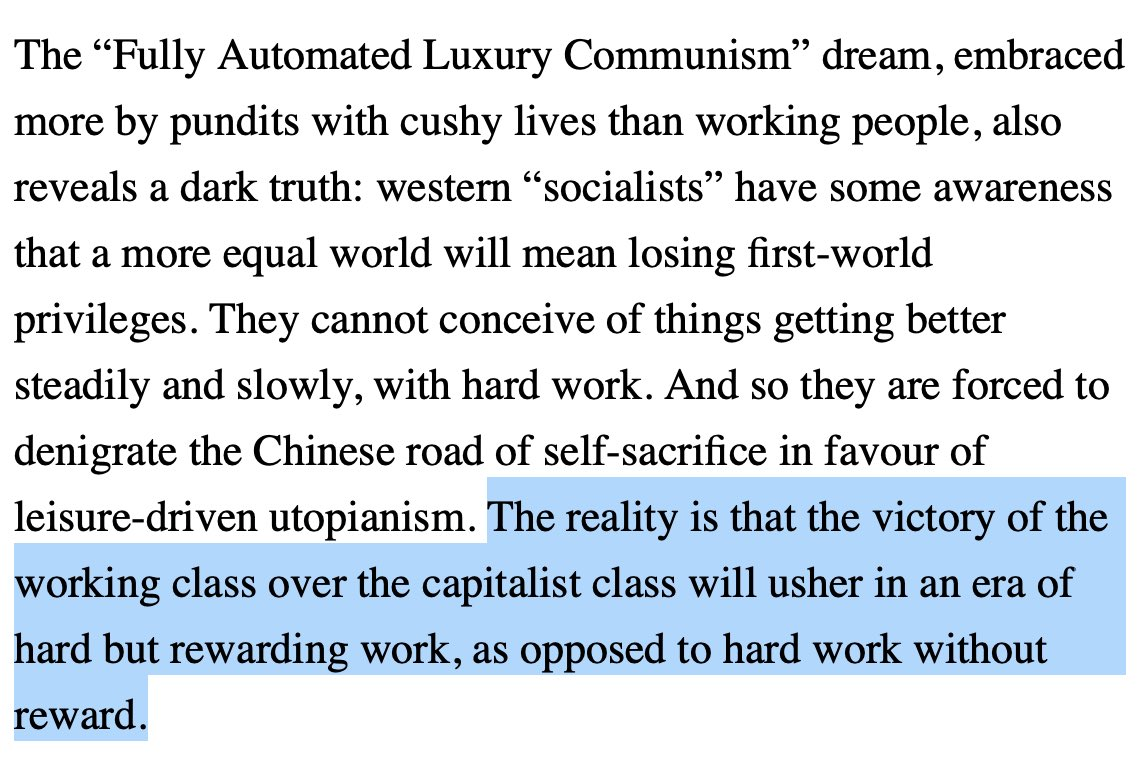 The “Fully Automated Luxury Communism” dream, embraced
more by pundits with cushy lives than working people, also
reveals a dark truth: western “socialists” have some awareness
that a more equal world will mean losing first-world
privileges. They cannot conceive of things getting better
steadily and slowly, with hard work. And so they are forced to
denigrate the Chinese road of self-sacrifice in favour of
leisure-driven utopianism. The reality is that the victory of the
working class over the capitalist class will usher in an era of
hard but rewarding work, as opposed to hard work without
reward.